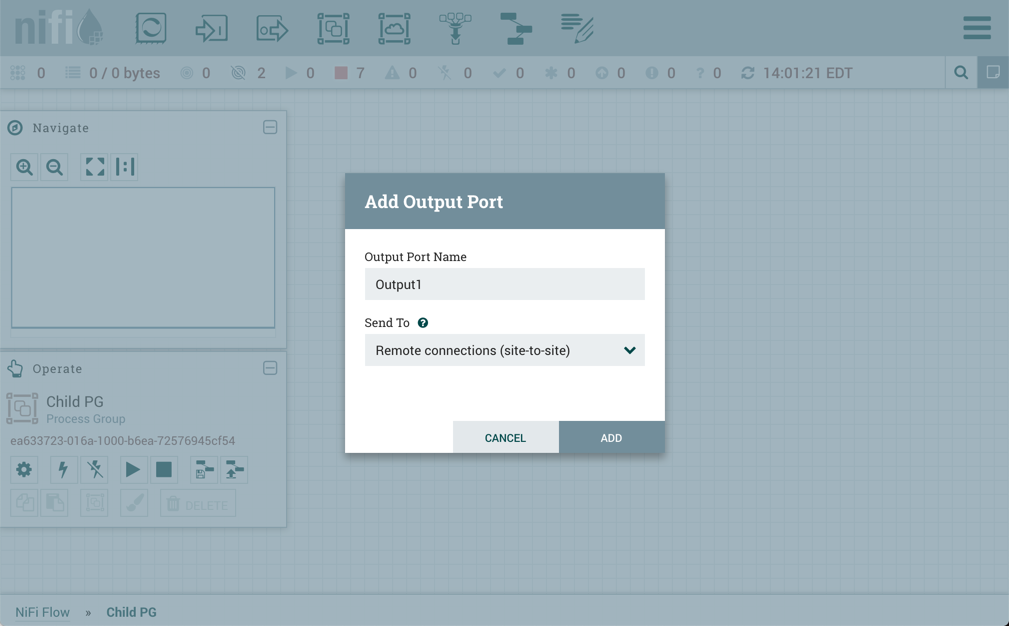 nifi
0 0 / 0 bytes 0 2 0 7 0 0 0 0 0 0 0 14:01:21 EDT
Navigate
Add Output Port
Output Port Name
Output1
Send To ?
Remote connections (site-to-site)
CANCEL ADD
Operate
Child PG
Process Group
ea633723-016a-1000-b6ea-72576945cf54
DELETE
NiFi Flow » Child PG